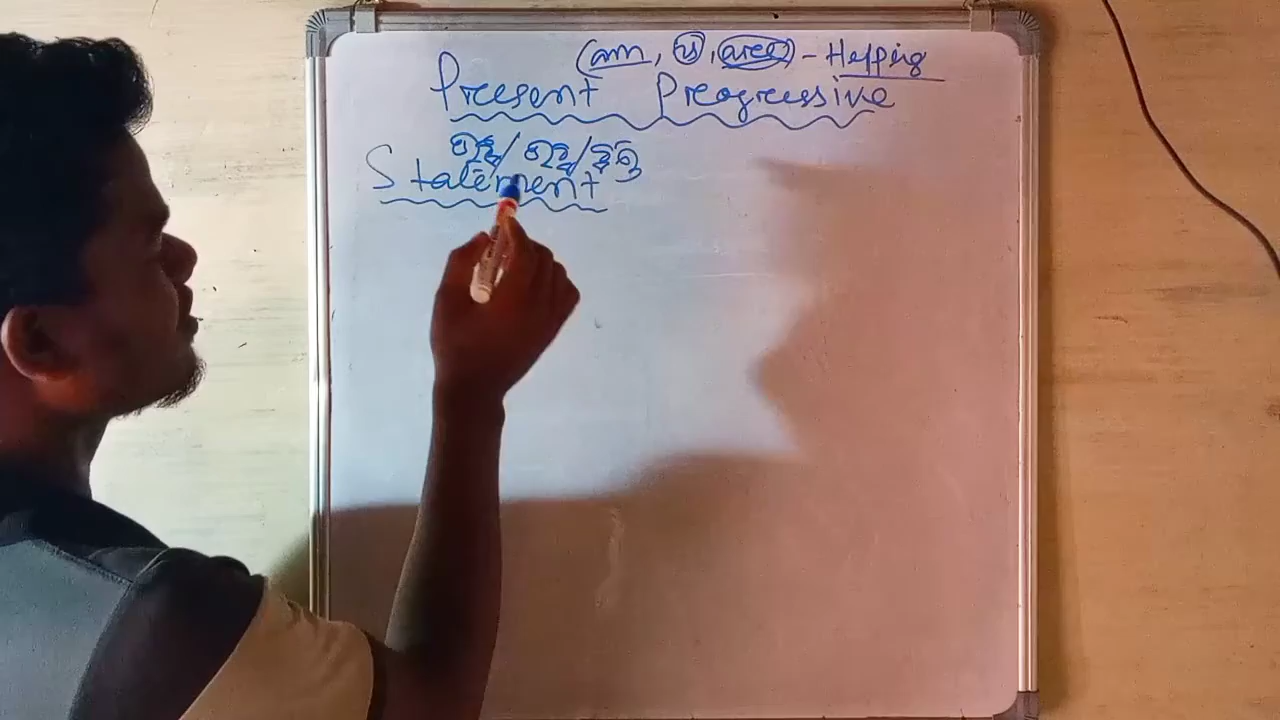 (am, is, are) – Helping
Present Progressive
Statement